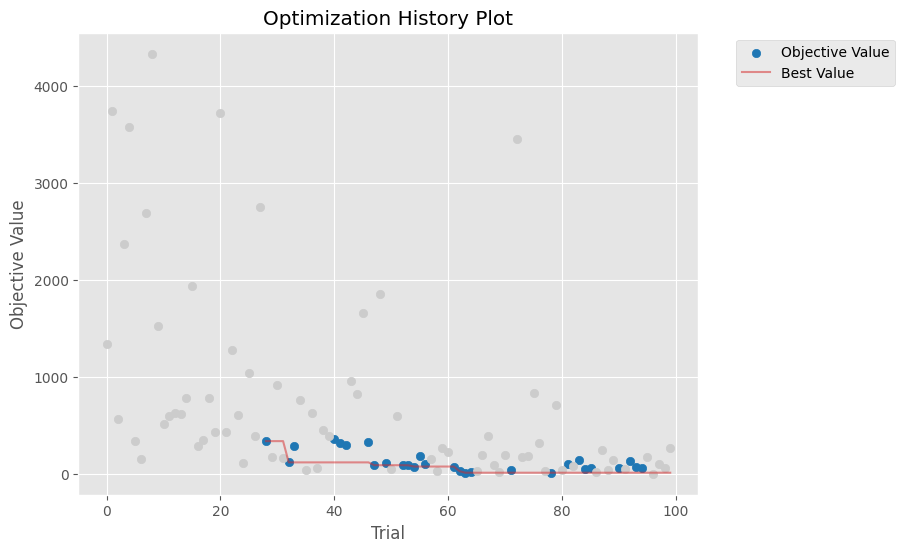 Optimization History Plot
Objective Value
Best Value
Objective Value
4000
3000
2000
1000
0
0 20 40 60 80 100
Trial